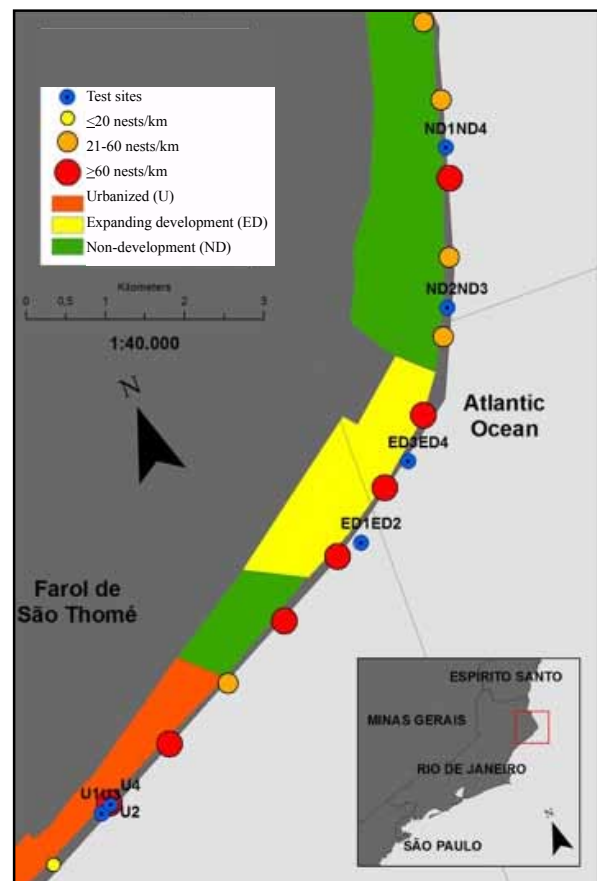 Test sites
≤20 nests/km
21-60 nests/km
≥60 nests/km
Urbanized (U)
Expanding development (ED)
Non-development (ND)
Kilometers
0 0,5 1 2 3
1:40.000
N
ND1ND4
ND2ND3
Atlantic
Ocean
ED3ED4
ED1ED2
Farol de
São Thomé
U4
U1U3
U2
ESPÍRITO SANTO
MINAS GERAIS
RIO DE JANEIRO
SÃO PAULO
N